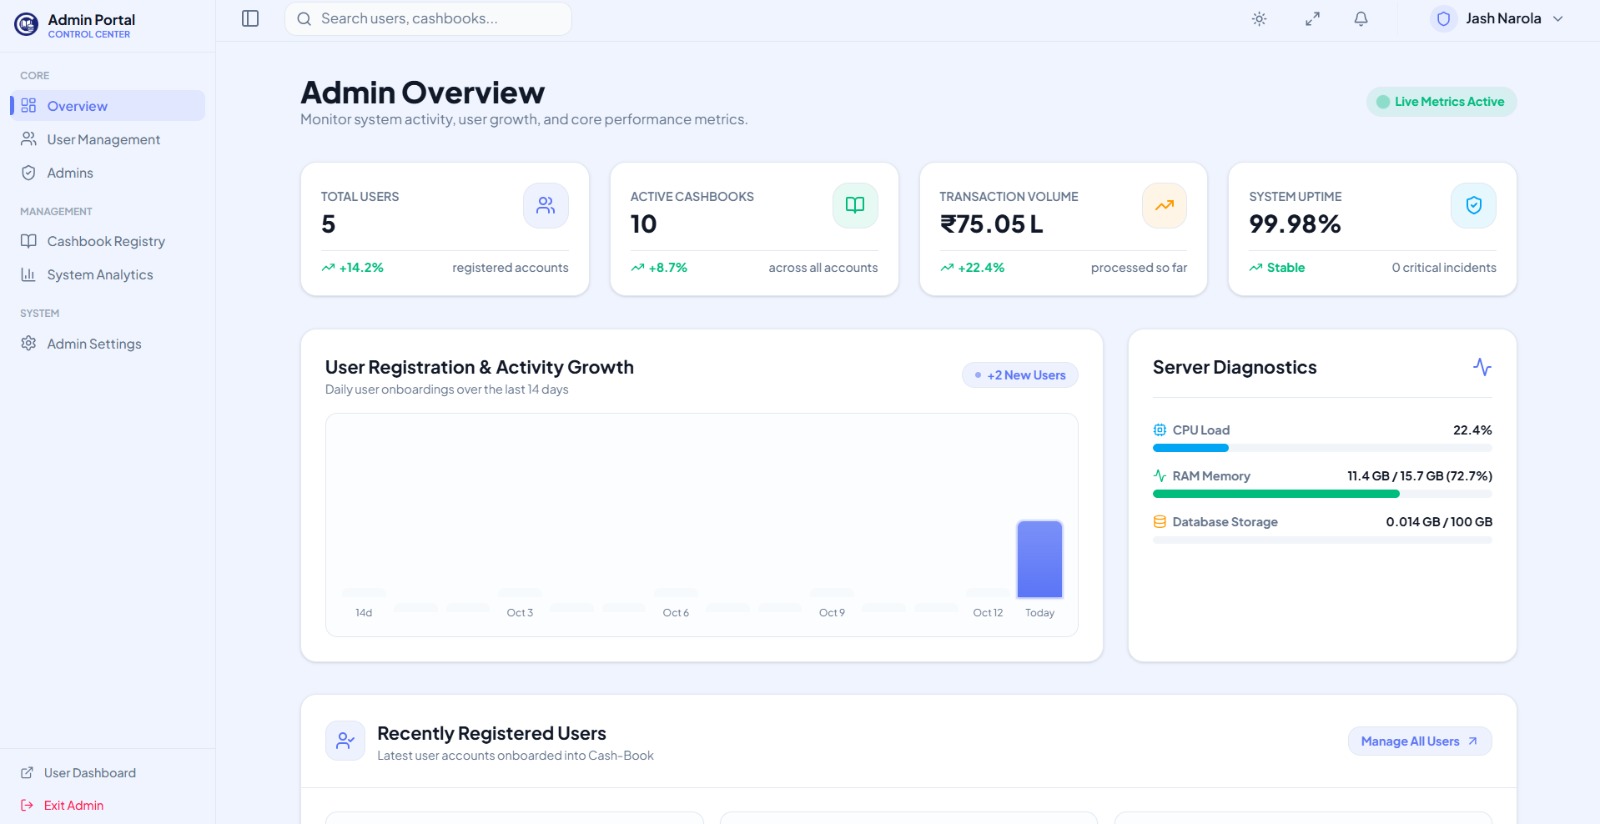 Admin Portal
CONTROL CENTER
Search users, cashbooks...
Jash Narola
CORE
Overview
User Management
Admins
MANAGEMENT
Cashbook Registry
System Analytics
SYSTEM
Admin Settings
User Dashboard
Exit Admin
Admin Overview
Monitor system activity, user growth, and core performance metrics.
Live Metrics Active
TOTAL USERS
5
+14.2% registered accounts
ACTIVE CASHBOOKS
10
+8.7% across all accounts
TRANSACTION VOLUME
₹75.05 L
+22.4% processed so far
SYSTEM UPTIME
99.98%
Stable 0 critical incidents
User Registration & Activity Growth
Daily user onboardings over the last 14 days
+2 New Users
14d Oct 3 Oct 6 Oct 9 Oct 12 Today
Server Diagnostics
CPU Load 22.4%
RAM Memory 11.4 GB / 15.7 GB (72.7%)
Database Storage 0.014 GB / 100 GB
Recently Registered Users
Latest user accounts onboarded into Cash-Book
Manage All Users